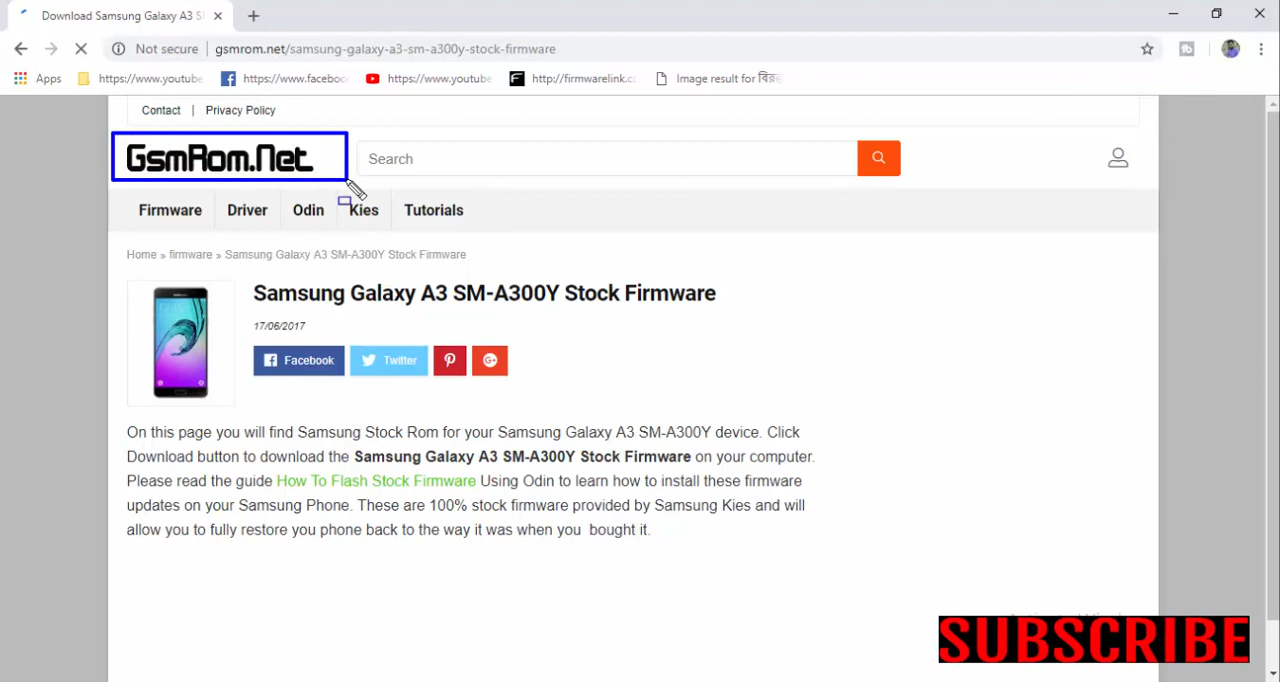 Download Samsung Galaxy A3 S
Not secure | gsmrom.net/samsung-galaxy-a3-sm-a300y-stock-firmware
Apps https://www.youtube https://www.faceboo https://www.youtube http://firmwarelink.cc Image result for বির
Contact | Privacy Policy
GsmRom.Net
Search
Firmware Driver Odin Kies Tutorials
Home » firmware » Samsung Galaxy A3 SM-A300Y Stock Firmware
Samsung Galaxy A3 SM-A300Y Stock Firmware
17/06/2017
Facebook Twitter
On this page you will find Samsung Stock Rom for your Samsung Galaxy A3 SM-A300Y device. Click
Download button to download the Samsung Galaxy A3 SM-A300Y Stock Firmware on your computer.
Please read the guide How To Flash Stock Firmware Using Odin to learn how to install these firmware
updates on your Samsung Phone. These are 100% stock firmware provided by Samsung Kies and will
allow you to fully restore you phone back to the way it was when you bought it.
SUBSCRIBE